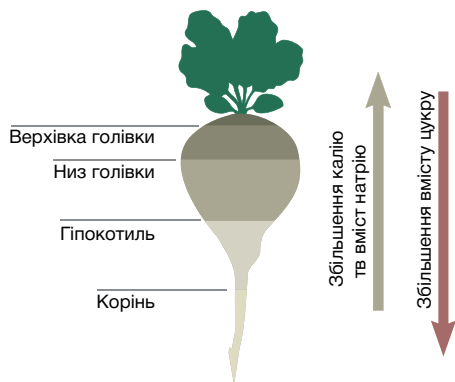 Верхівка голівки
Низ голівки
Гіпокотиль
Корінь
Збільшення калію
тв вміст натрію
Збільшення вмісту цукру